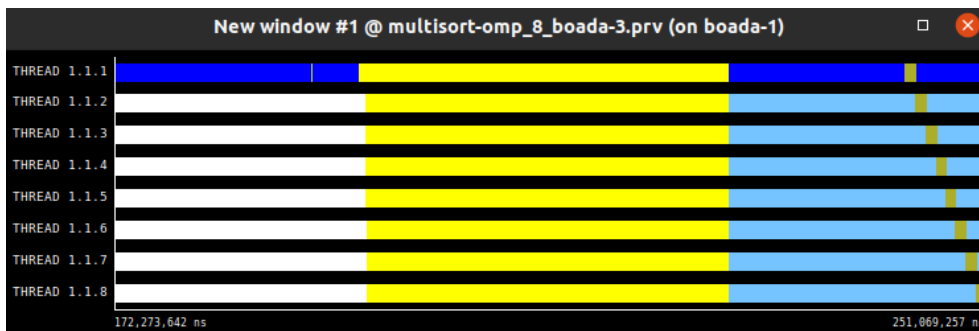 New window #1 @ multisort-omp_8_boada-3.prv (on boada-1)
THREAD 1.1.1
THREAD 1.1.2
THREAD 1.1.3
THREAD 1.1.4
THREAD 1.1.5
THREAD 1.1.6
THREAD 1.1.7
THREAD 1.1.8
172,273,642 ns 251,069,257 n